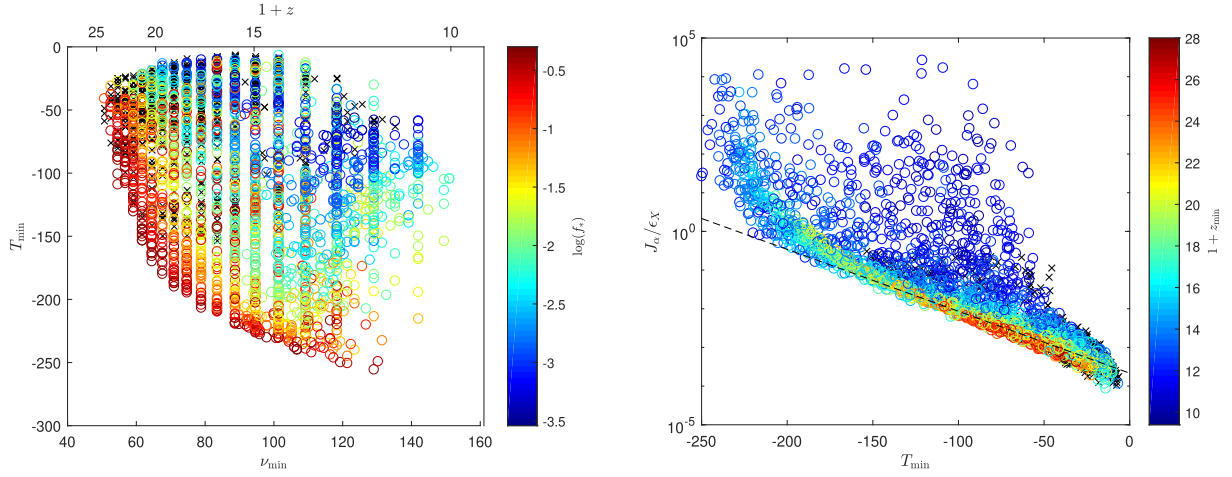 1 + z
25 20 15 10
0
-50
-100
-150
-200
-250
-300
T_min
40 60 80 100 120 140 160
ν_min
-0.5
-1
-1.5
-2
-2.5
-3
-3.5
log(f_*)
10^5
10^0
10^-5
J_α/ϵ_X
-250 -200 -150 -100 -50 0
T_min
28
26
24
22
20
18
16
14
12
10
1 + z_min